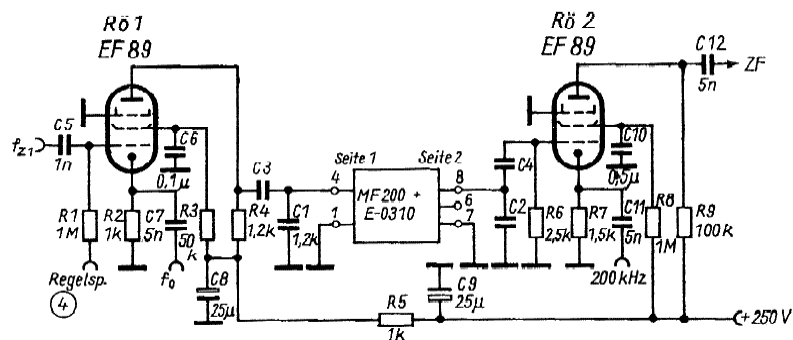 Rö 1
EF 89
Rö 2
EF 89
C12
5n
ZF
fz1
C5
1n
C6
0,1µ
C3
Seite 1
Seite 2
4
8
MF 200 +
E-0310
6
1
7
C4
C10
0,5µ
R1
1M
R2
1k
C7
5n
R3
50
k
R4
1,2k
C1
1,2k
C2
R6
2,5k
R7
1,5k
C11
5n
R8
1M
R9
100k
Regelsp.
4
f0
C8
25µ
C9
25µ
200 kHz
R5
1k
+250 V